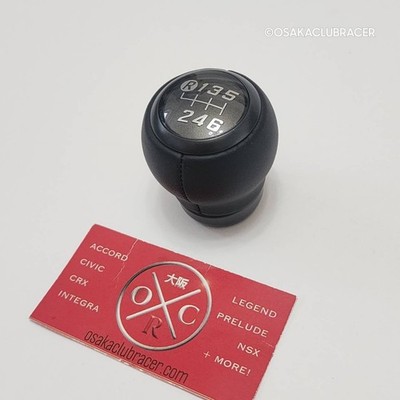 ©OSAKACLUBRACER
R135
246
ACCORD
CIVIC
CRX
INTEGRA
大阪
O C
R
LEGEND
PRELUDE
NSX
+ MORE!
osakaclubracer.com